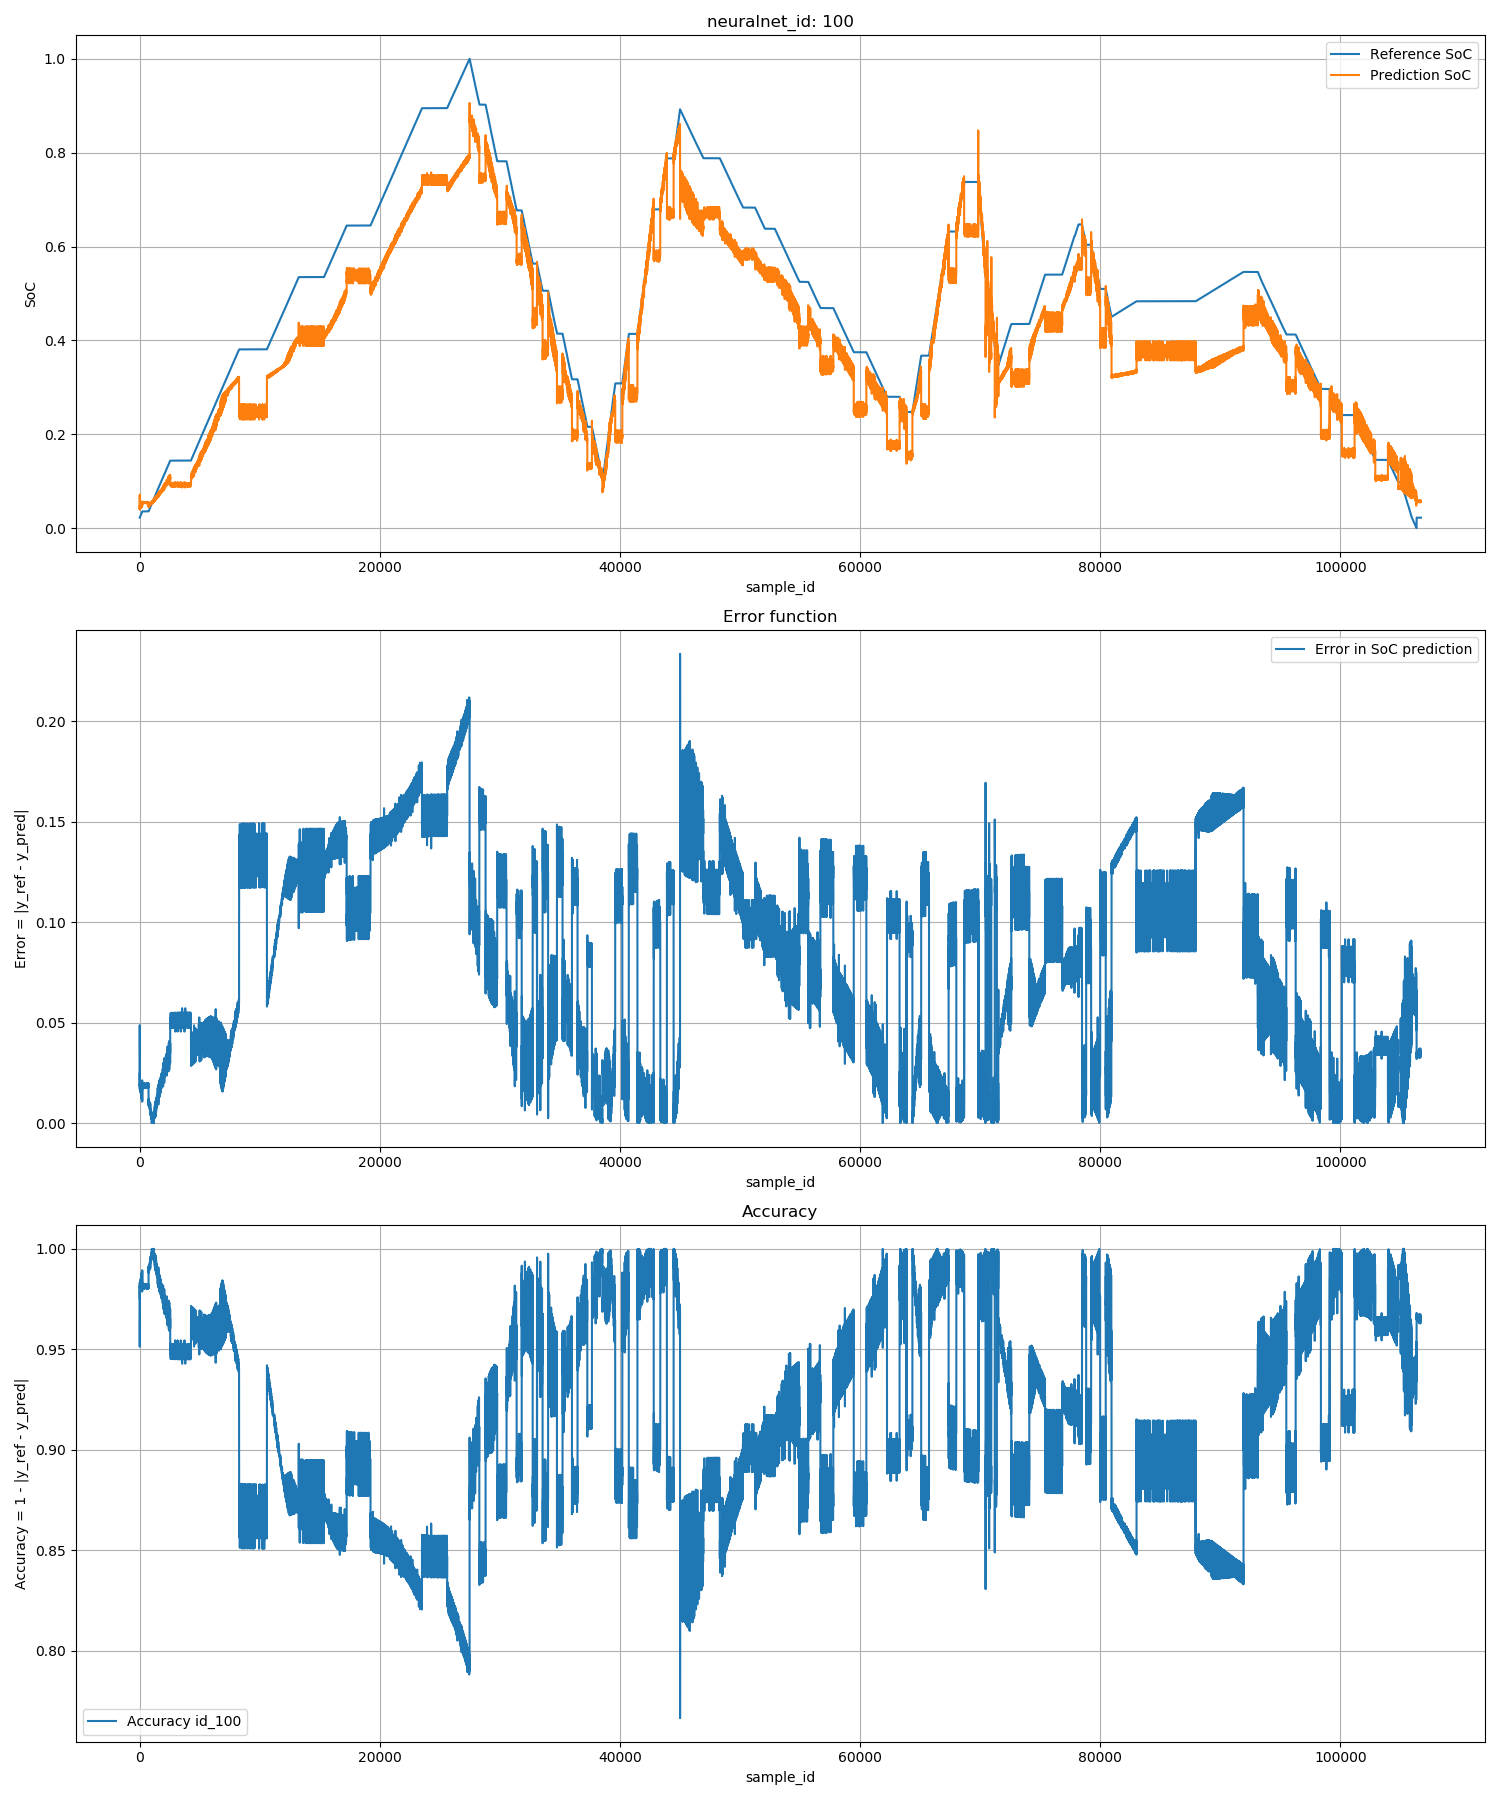 neuralnet_id: 100
Reference SoC
Prediction SoC
SoC
1.0
0.8
0.6
0.4
0.2
0.0
0 20000 40000 60000 80000 100000
sample_id
Error function
Error in SoC prediction
Error = |y_ref - y_pred|
0.20
0.15
0.10
0.05
0.00
0 20000 40000 60000 80000 100000
sample_id
Accuracy
Accuracy = 1 - |y_ref - y_pred|
1.00
0.95
0.90
0.85
0.80
Accuracy id_100
0 20000 40000 60000 80000 100000
sample_id